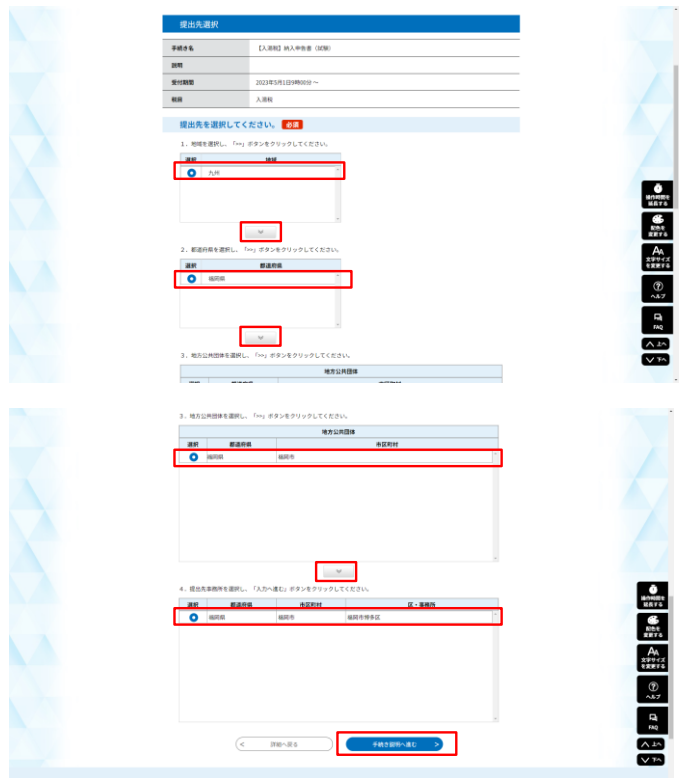 提出先選択
手続き名 【入湯税】納入申告書（試験）
説明
受付期間 2023年5月1日9時00分～
税目 入湯税
提出先を選択してください。 必須
1．地域を選択し、「>>」ボタンをクリックしてください。
選択 地域
九州
2．都道府県を選択し、「>>」ボタンをクリックしてください。
選択 都道府県
福岡県
3．地方公共団体を選択し、「>>」ボタンをクリックしてください。
地方公共団体
操作時間を
延長する
配色を
変更する
文字サイズ
を変更する
ヘルプ
FAQ
上へ
下へ
3．地方公共団体を選択し、「>>」ボタンをクリックしてください。
地方公共団体
選択 都道府県 市区町村
福岡県 福岡市
4．提出先事務所を選択し、「入力へ進む」ボタンをクリックしてください。
選択 都道府県 市区町村 区・事務所
福岡県 福岡市 福岡市博多区
詳細へ戻る
手続き説明へ進む
操作時間を
延長する
配色を
変更する
文字サイズ
を変更する
ヘルプ
FAQ
上へ
下へ